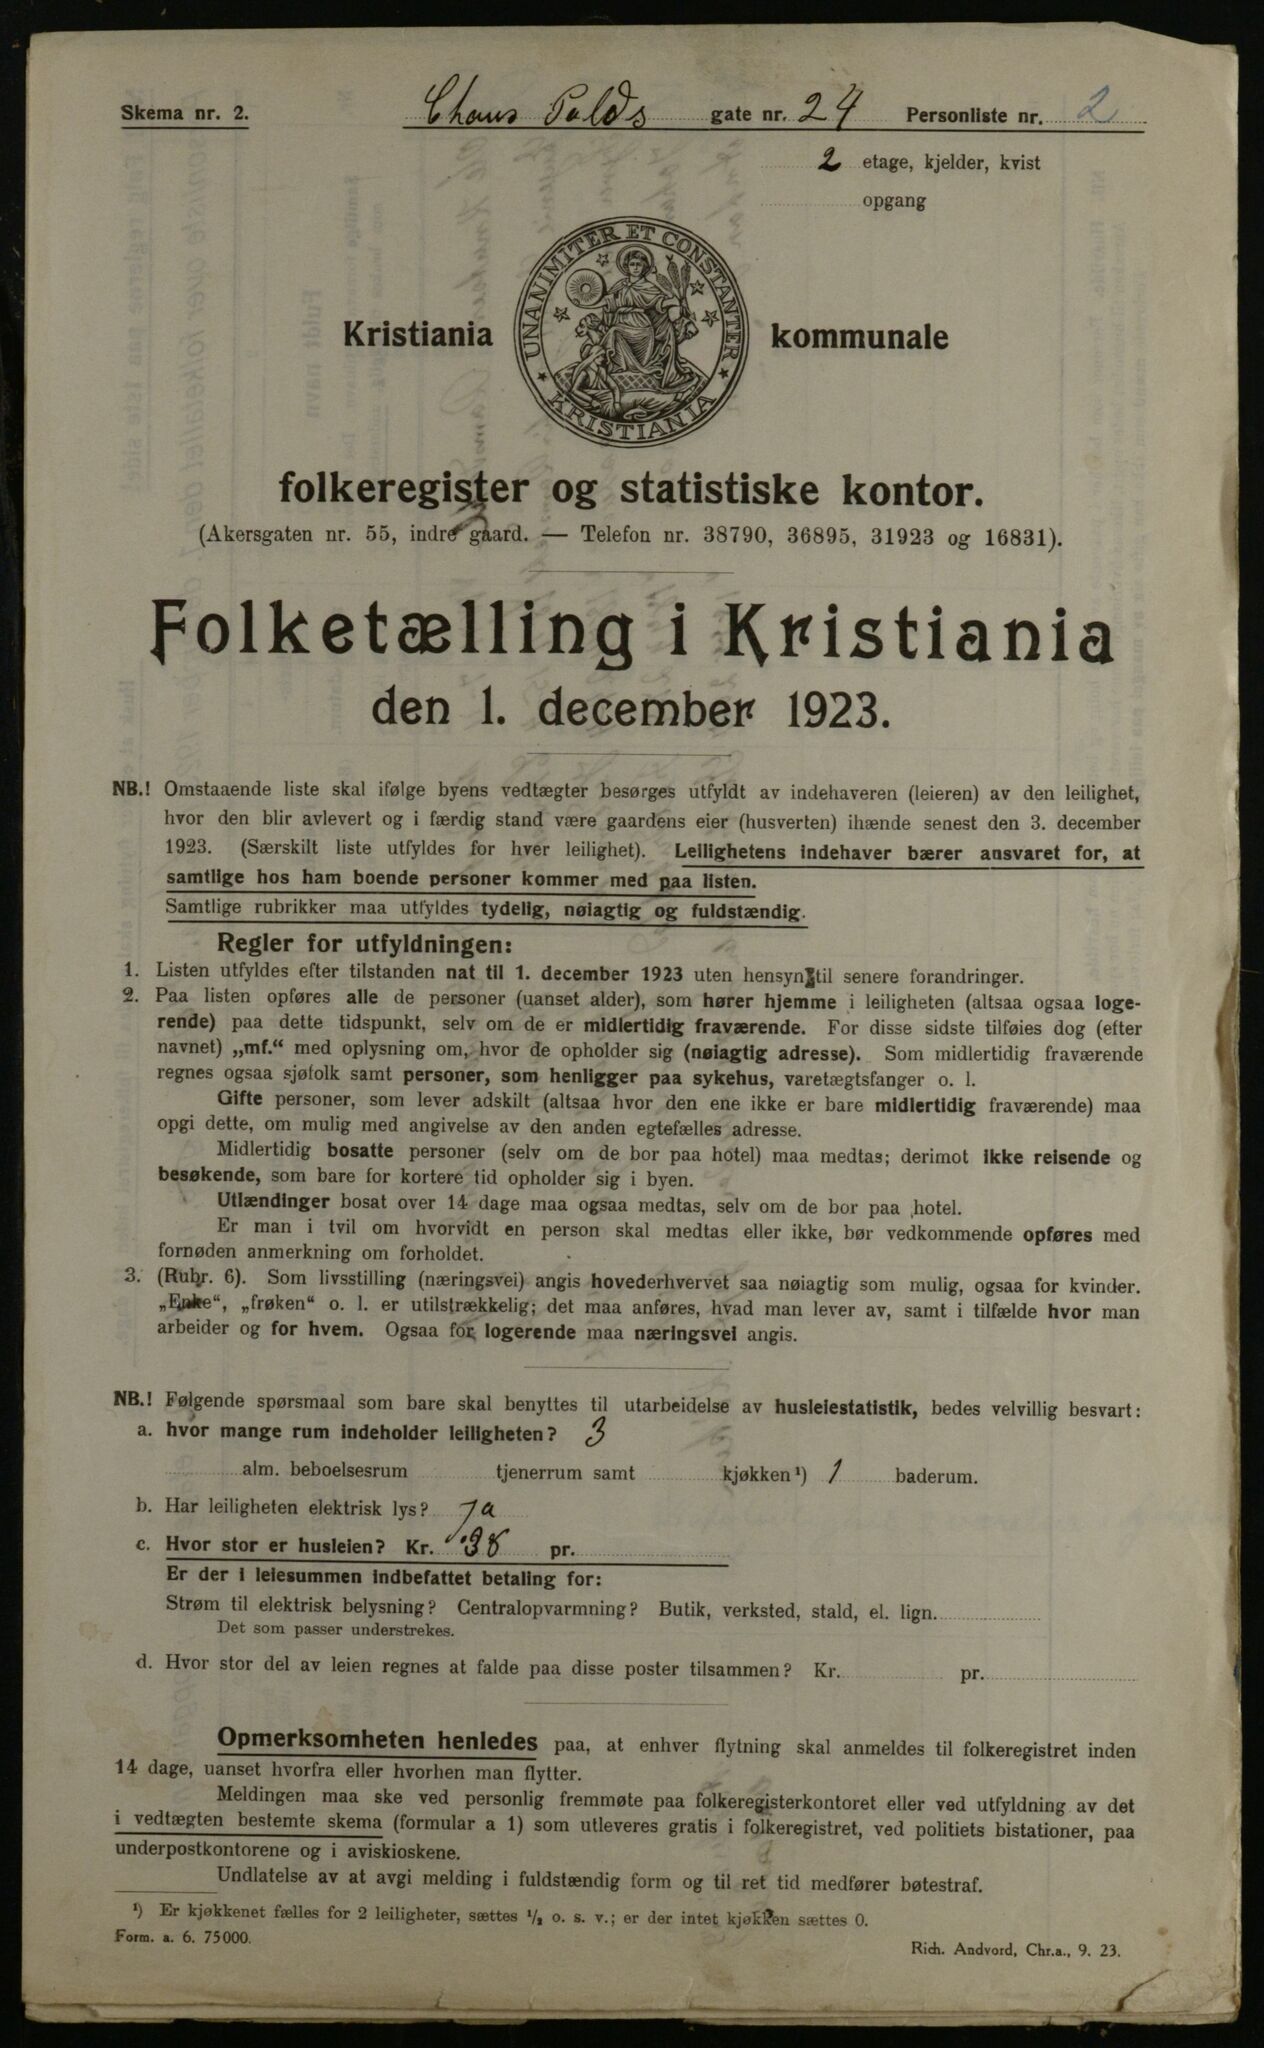 Skema nr. 2. Chaus Palds gate nr. 24 Personliste nr. 2
2 etage, kjelder, kvist
opgang
UNANIMITER ET CONSTANTER
KRISTIANIA
Kristiania kommunale
folkeregister og statistiske kontor.
(Akersgaten nr. 55, indre gaard. — Telefon nr. 38790, 36895, 31923 og 16831).
Folketælling i Kristiania
den 1. december 1923.
NB.! Omstaaende liste skal ifølge byens vedtægter besørges utfyldt av indehaveren (leieren) av den leilighet,
hvor den blir avlevert og i færdig stand være gaardens eier (husverten) ihænde senest den 3. december
1923. (Særskilt liste utfyldes for hver leilighet). Leilighetens indehaver bærer ansvaret for, at
samtlige hos ham boende personer kommer med paa listen.
Samtlige rubrikker maa utfyldes tydelig, nøiagtig og fuldstændig.
Regler for utfyldningen:
1. Listen utfyldes efter tilstanden nat til 1. december 1923 uten hensyn til senere forandringer.
2. Paa listen opføres alle de personer (uanset alder), som hører hjemme i leiligheten (altsaa ogsaa loge-
rende) paa dette tidspunkt, selv om de er midlertidig fraværende. For disse sidste tilføies dog (efter
navnet) „mf.“ med oplysning om, hvor de opholder sig (nøiagtig adresse). Som midlertidig fraværende
regnes ogsaa sjøfolk samt personer, som henligger paa sykehus, varetægtsfanger o. l.
Gifte personer, som lever adskilt (altsaa hvor den ene ikke er bare midlertidig fraværende) maa
opgi dette, om mulig med angivelse av den anden egtefælles adresse.
Midlertidig bosatte personer (selv om de bor paa hotel) maa medtas; derimot ikke reisende og
besøkende, som bare for kortere tid opholder sig i byen.
Utlændinger bosat over 14 dage maa ogsaa medtas, selv om de bor paa hotel.
Er man i tvil om hvorvidt en person skal medtas eller ikke, bør vedkommende opføres med
fornøden anmerkning om forholdet.
3. (Rubr. 6). Som livsstilling (næringsvei) angis hovederhvervet saa nøiagtig som mulig, ogsaa for kvinder.
„Enke“, „frøken“ o. l. er utilstrækkelig; det maa anføres, hvad man lever av, samt i tilfælde hvor man
arbeider og for hvem. Ogsaa for logerende maa næringsvei angis.
NB.! Følgende spørsmaal som bare skal benyttes til utarbeidelse av husleiestatistik, bedes velvillig besvart:
a. hvor mange rum indeholder leiligheten? 3
alm. beboelsesrum tjenerrum samt kjøkken ¹) 1 baderum.
b. Har leiligheten elektrisk lys? Ja
c. Hvor stor er husleien? Kr. 38 pr.
Er der i leiesummen indbefattet betaling for:
Strøm til elektrisk belysning? Centralopvarmning? Butik, verksted, stald, el. lign.
Det som passer understrekes.
d. Hvor stor del av leien regnes at falde paa disse poster tilsammen? Kr. pr.
Opmerksomheten henledes paa, at enhver flytning skal anmeldes til folkeregistret inden
14 dage, uanset hvorfra eller hvorhen man flytter.
Meldingen maa ske ved personlig fremmøte paa folkeregisterkontoret eller ved utfyldning av det
i vedtægten bestemte skema (formular a 1) som utleveres gratis i folkeregistret, ved politiets bistationer, paa
underpostkontorene og i aviskioskene.
Undlatelse av at avgi melding i fuldstændig form og til ret tid medfører bøtestraf.
¹) Er kjøkkenet fælles for 2 leiligheter, sættes ½ o. s. v.; er der intet kjøkken sættes 0.
Form. a. 6. 75000. Rich. Andvord, Chr.a., 9. 23.